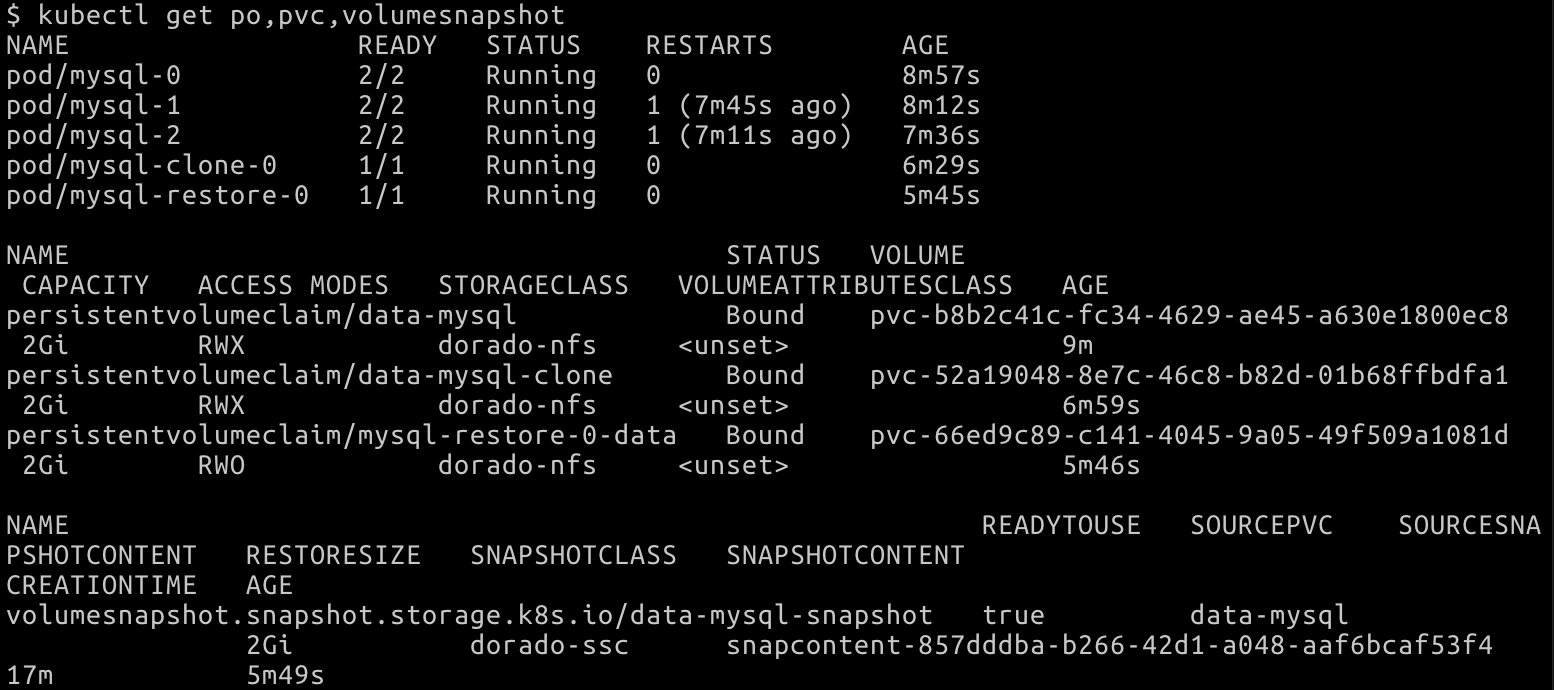 $ kubectl get po,pvc,volumesnapshot
NAME                  READY   STATUS    RESTARTS        AGE
pod/mysql-0           2/2     Running   0               8m57s
pod/mysql-1           2/2     Running   1 (7m45s ago)   8m12s
pod/mysql-2           2/2     Running   1 (7m11s ago)   7m36s
pod/mysql-clone-0     1/1     Running   0               6m29s
pod/mysql-restore-0   1/1     Running   0               5m45s

NAME                                         STATUS   VOLUME
 CAPACITY   ACCESS MODES   STORAGECLASS   VOLUMEATTRIBUTESCLASS   AGE
persistentvolumeclaim/data-mysql             Bound    pvc-b8b2c41c-fc34-4629-ae45-a630e1800ec8
 2Gi        RWX            dorado-nfs     <unset>                 9m
persistentvolumeclaim/data-mysql-clone       Bound    pvc-52a19048-8e7c-46c8-b82d-01b68ffbdfa1
 2Gi        RWX            dorado-nfs     <unset>                 6m59s
persistentvolumeclaim/mysql-restore-0-data   Bound    pvc-66ed9c89-c141-4045-9a05-49f509a1081d
 2Gi        RWO            dorado-nfs     <unset>                 5m46s

NAME                                                         READYTOUSE   SOURCEPVC    SOURCESNA
PSHOTCONTENT   RESTORESIZE   SNAPSHOTCLASS   SNAPSHOTCONTENT
CREATIONTIME   AGE
volumesnapshot.snapshot.storage.k8s.io/data-mysql-snapshot   true         data-mysql
               2Gi           dorado-ssc      snapcontent-857dddba-b266-42d1-a048-aaf6bcaf53f4
17m            5m49s